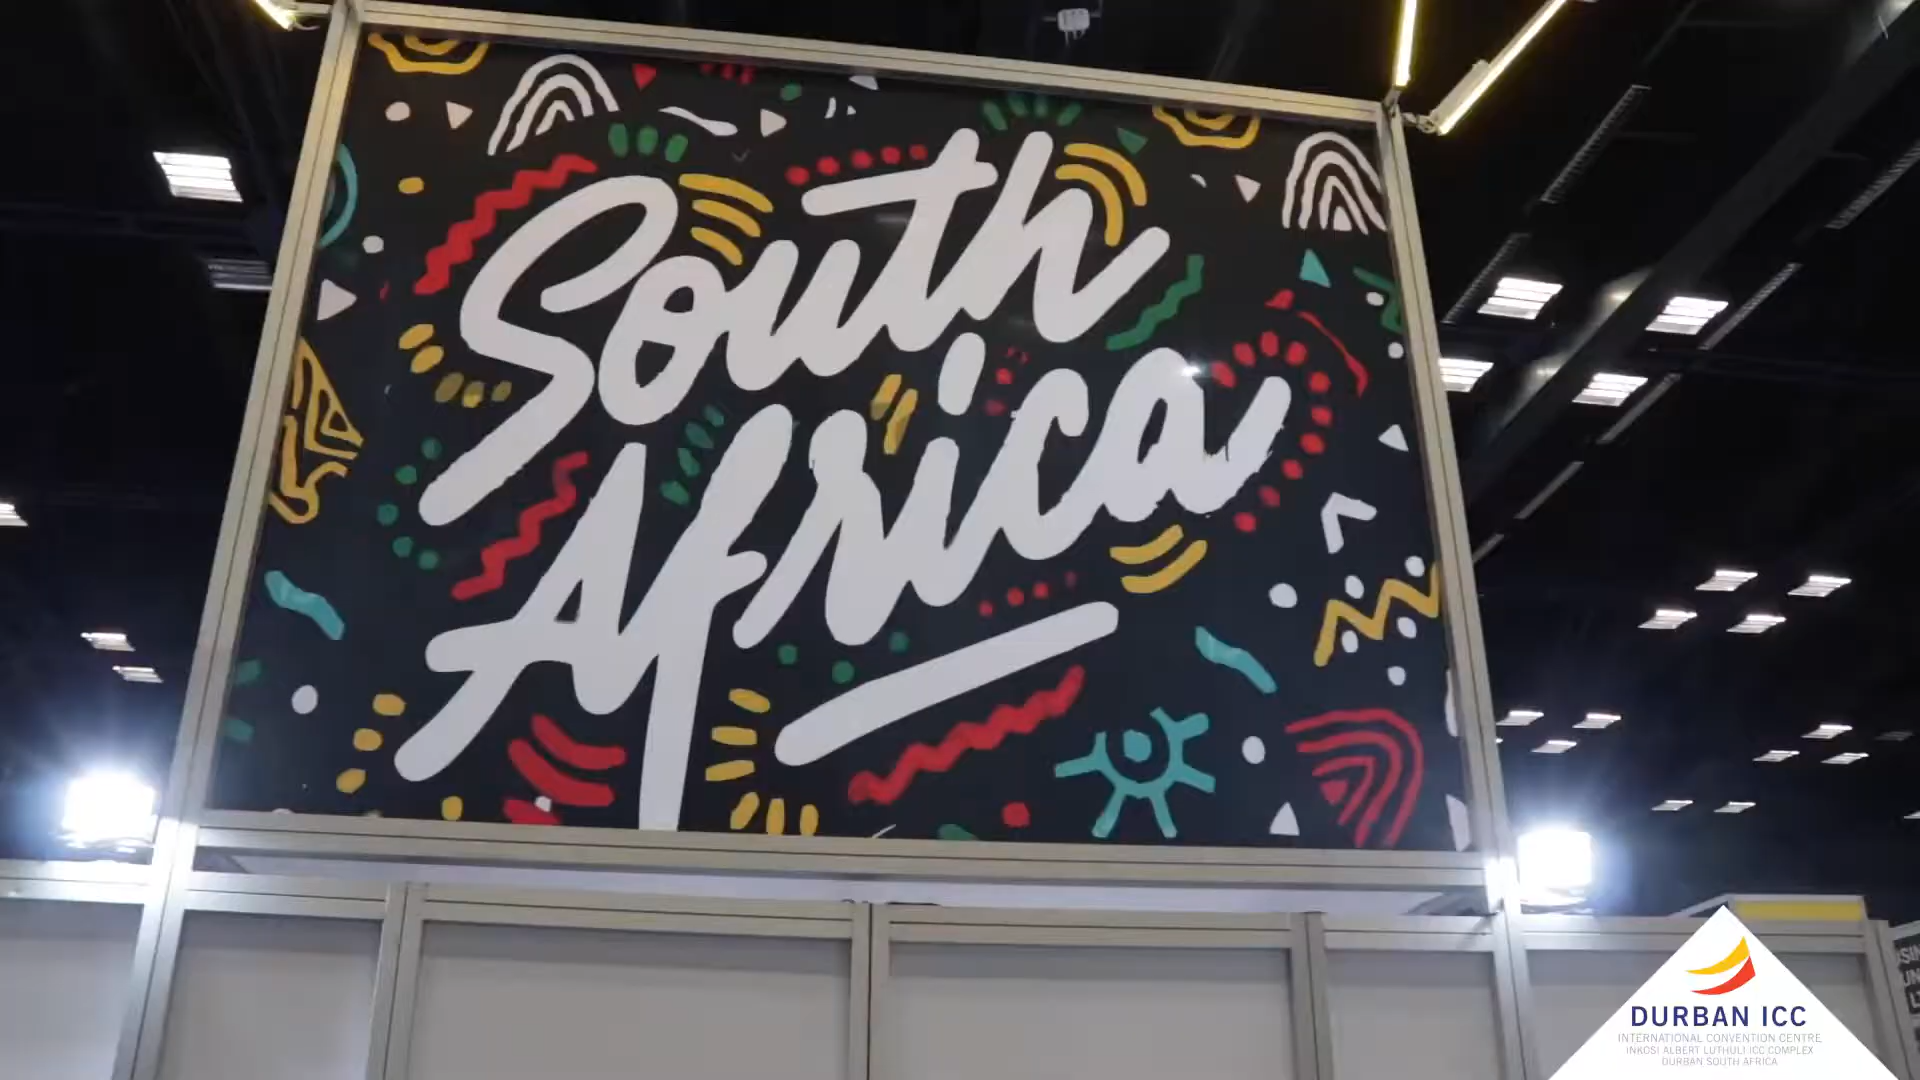 South
Africa
DURBAN ICC
INTERNATIONAL CONVENTION CENTRE
INKOSI ALBERT LUTHULI ICC COMPLEX
DURBAN SOUTH AFRICA